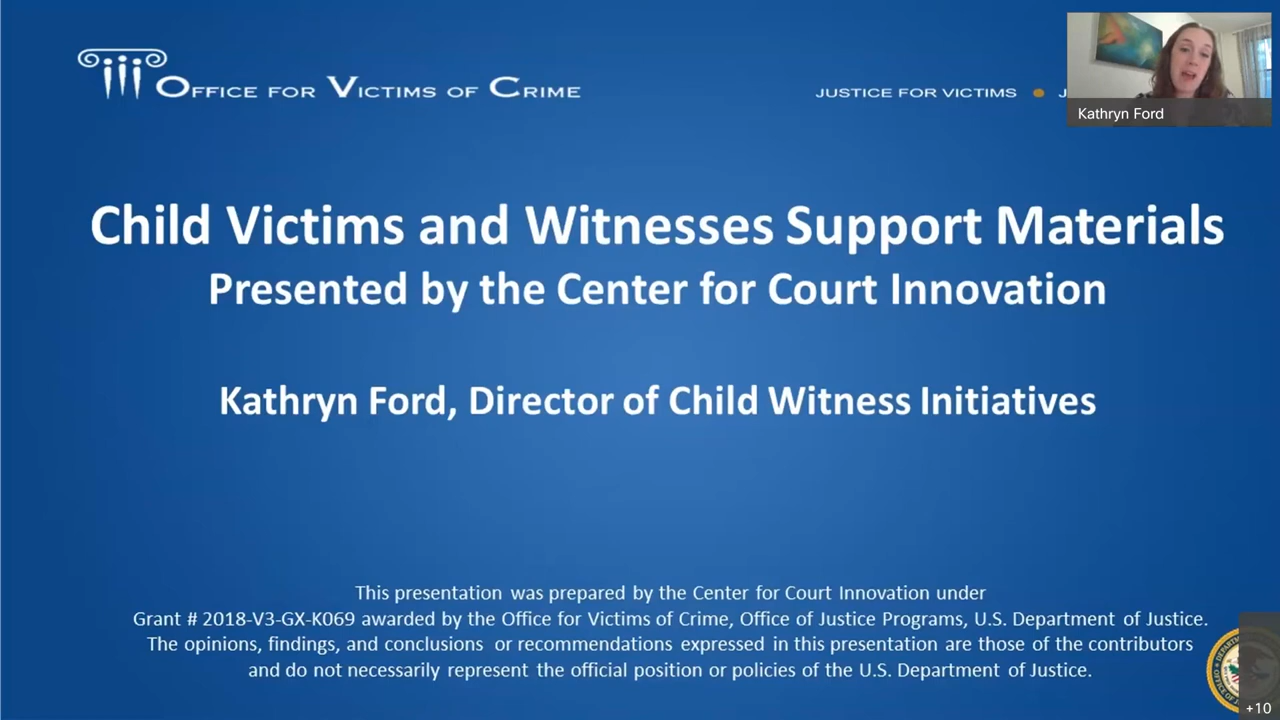 OFFICE FOR VICTIMS OF CRIME
JUSTICE FOR VICTIMS • J
Kathryn Ford
Child Victims and Witnesses Support Materials
Presented by the Center for Court Innovation
Kathryn Ford, Director of Child Witness Initiatives
This presentation was prepared by the Center for Court Innovation under
Grant # 2018-V3-GX-K069 awarded by the Office for Victims of Crime, Office of Justice Programs, U.S. Department of Justice.
The opinions, findings, and conclusions or recommendations expressed in this presentation are those of the contributors
and do not necessarily represent the official position or policies of the U.S. Department of Justice.
+10